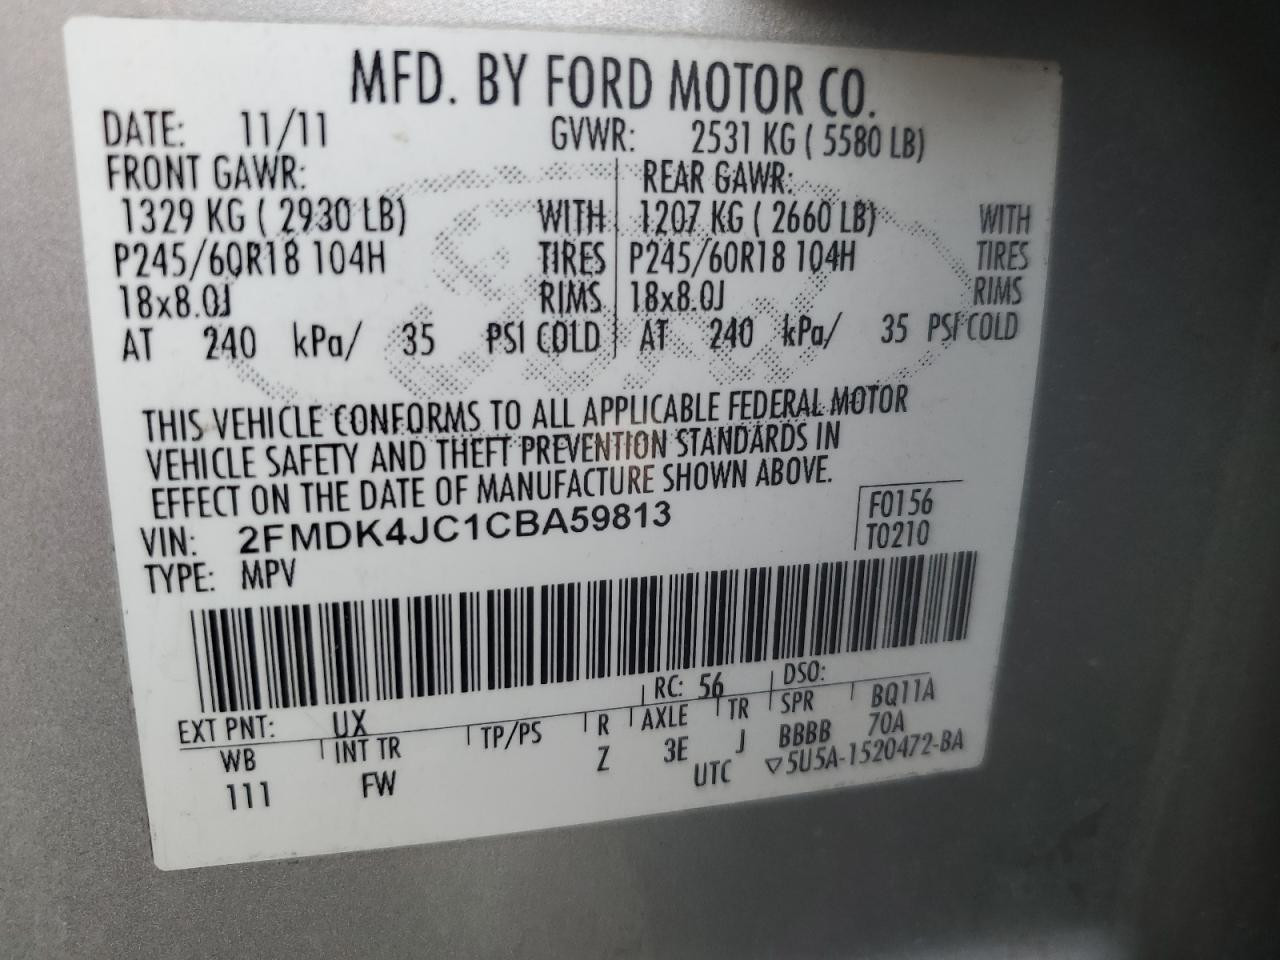 MFD. BY FORD MOTOR CO.
DATE: 11/11 GVWR: 2531 KG ( 5580 LB)
FRONT GAWR: REAR GAWR:
1329 KG ( 2930 LB) WITH 1207 KG ( 2660 LB) WITH
P245/60R18 104H TIRES P245/60R18 104H TIRES
18x8.0J RIMS 18x8.0J RIMS
AT 240 kPa/ 35 PSI COLD AT 240 kPa/ 35 PSI COLD
THIS VEHICLE CONFORMS TO ALL APPLICABLE FEDERAL MOTOR
VEHICLE SAFETY AND THEFT PREVENTION STANDARDS IN
EFFECT ON THE DATE OF MANUFACTURE SHOWN ABOVE.
VIN: 2FMDK4JC1CBA59813 F0156
TYPE: MPV T0210
EXT PNT: UX RC: 56 DSO:
WB INT TR TP/PS R AXLE TR SPR BQ11A
111 FW Z 3E J BBBB 70A
UTC ▽5U5A-1520472-BA